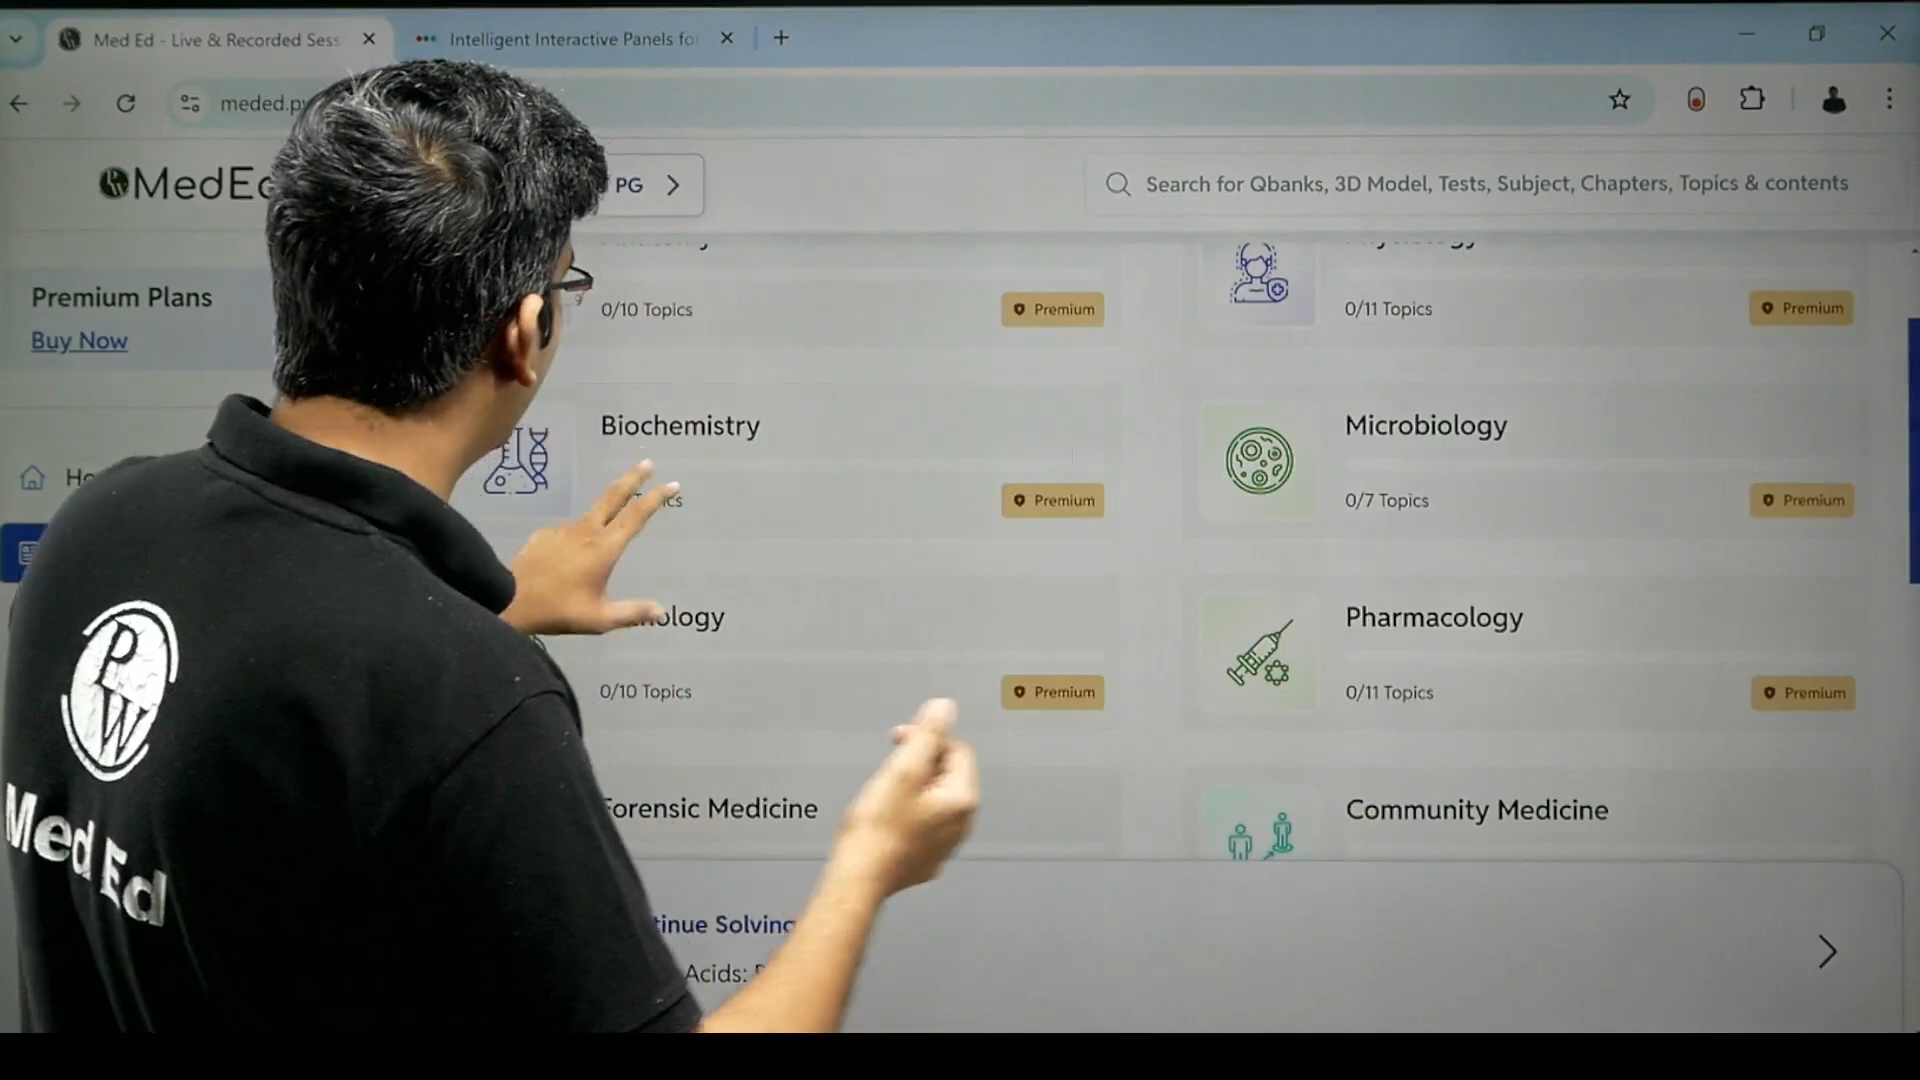 Med Ed - Live & Recorded Sess
Intelligent Interactive Panels fo
meded.p
MedEd
PG
Search for Qbanks, 3D Model, Tests, Subject, Chapters, Topics & contents
Premium Plans
Buy Now
0/10 Topics
Premium
0/11 Topics
Premium
Biochemistry
Premium
Microbiology
0/7 Topics
Premium
ology
0/10 Topics
Premium
Pharmacology
0/11 Topics
Premium
Forensic Medicine
Community Medicine
tinue Solving
Acids:
PW
Med Ed